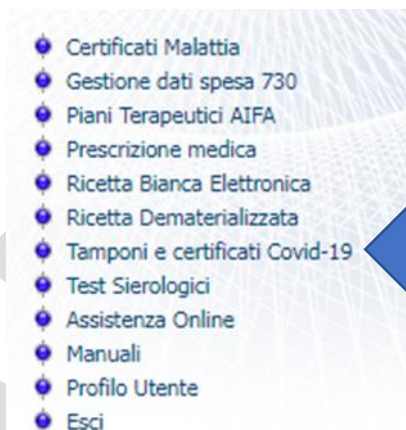 Certificati Malattia
Gestione dati spesa 730
Piani Terapeutici AIFA
Prescrizione medica
Ricetta Bianca Elettronica
Ricetta Dematerializzata
Tamponi e certificati Covid-19
Test Sierologici
Assistenza Online
Manuali
Profilo Utente
Esci